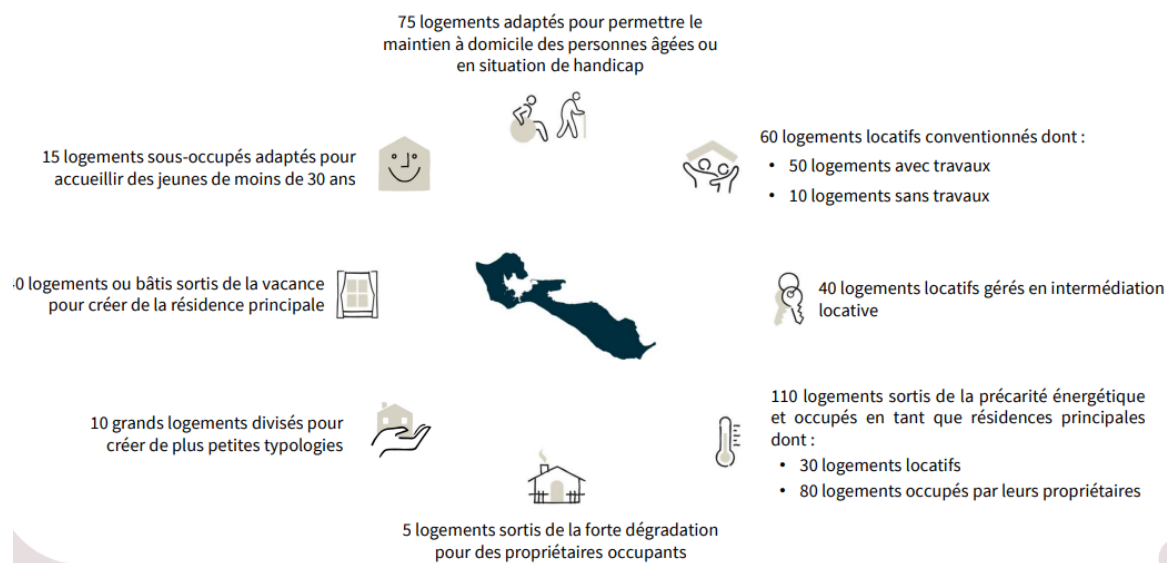 75 logements adaptés pour permettre le
maintien à domicile des personnes âgées ou
en situation de handicap
15 logements sous-occupés adaptés pour
accueillir des jeunes de moins de 30 ans
60 logements locatifs conventionnés dont :
• 50 logements avec travaux
• 10 logements sans travaux
logements ou bâtis sortis de la vacance
pour créer de la résidence principale
40 logements locatifs gérés en intermédiation
locative
10 grands logements divisés pour
créer de plus petites typologies
110 logements sortis de la précarité énergétique
et occupés en tant que résidences principales
dont :
• 30 logements locatifs
• 80 logements occupés par leurs propriétaires
5 logements sortis de la forte dégradation
pour des propriétaires occupants